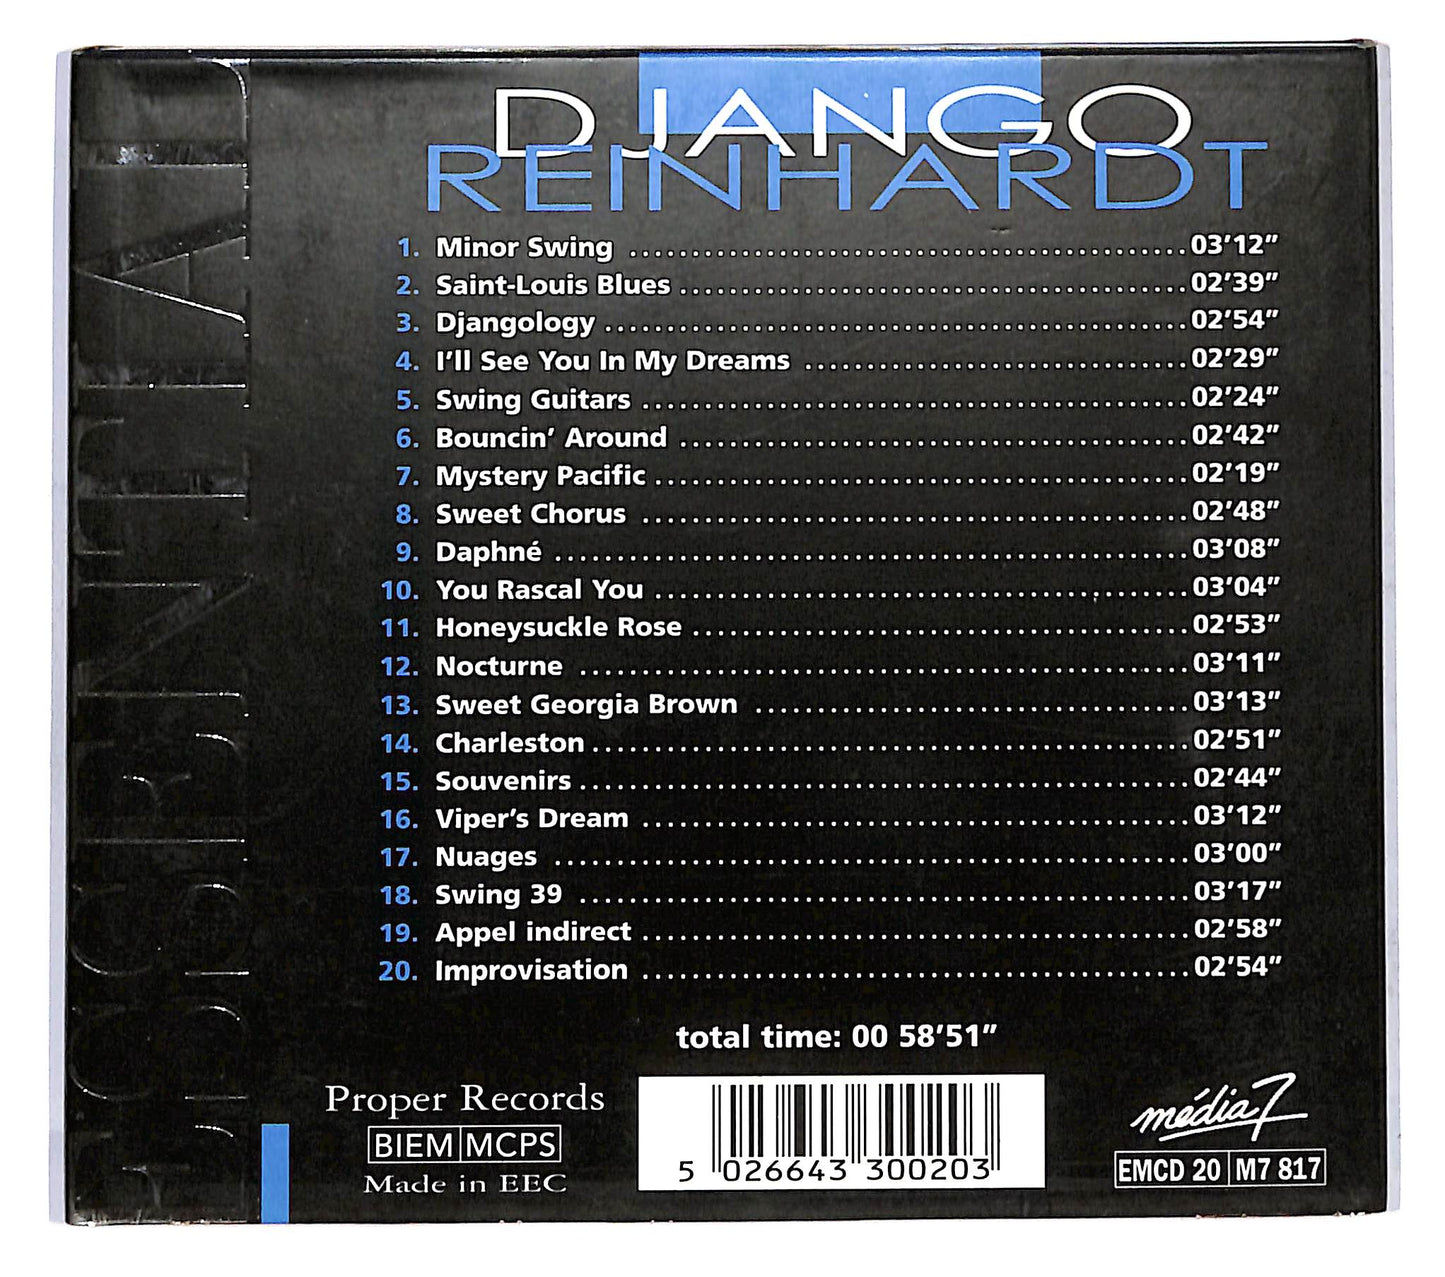 DJANGO
REINHARDT
1. Minor Swing 03’12”
2. Saint-Louis Blues 02’39”
3. Djangology 02’54”
4. I’ll See You In My Dreams 02’29”
5. Swing Guitars 02’24”
6. Bouncin’ Around 02’42”
7. Mystery Pacific 02’19”
8. Sweet Chorus 02’48”
9. Daphné 03’08”
10. You Rascal You 03’04”
11. Honeysuckle Rose 02’53”
12. Nocturne 03’11”
13. Sweet Georgia Brown 03’13”
14. Charleston 02’51”
15. Souvenirs 02’44”
16. Viper’s Dream 03’12”
17. Nuages 03’00”
18. Swing 39 03’17”
19. Appel indirect 02’58”
20. Improvisation 02’54”
total time: 00 58’51”
Proper Records
BIEM MCPS
Made in EEC
5 026643 300203
média 7
EMCD 20 M7 817
ESSENTIAL